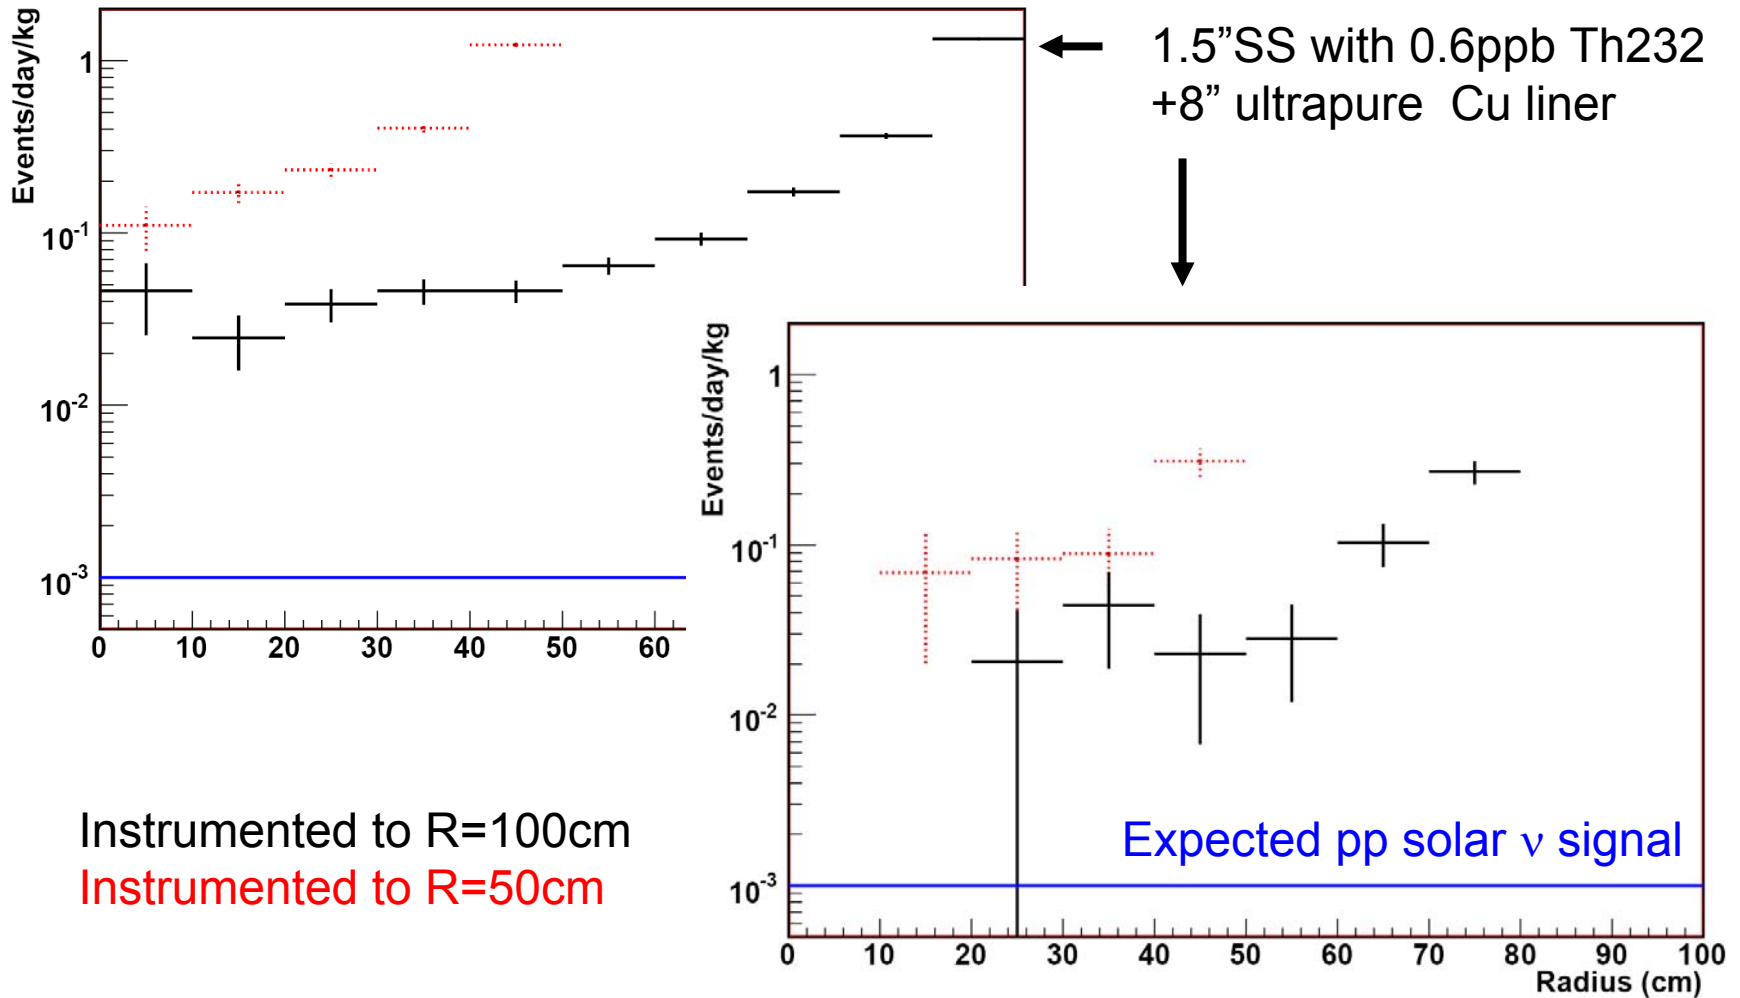 Events/day/kg
1
10-1
10-2
10-3
0 10 20 30 40 50 60
1.5”SS with 0.6ppb Th232
+8” ultrapure Cu liner
Events/day/kg
1
10-1
10-2
10-3
Expected pp solar ν signal
0 10 20 30 40 50 60 70 80 90 100
Radius (cm)
Instrumented to R=100cm
Instrumented to R=50cm